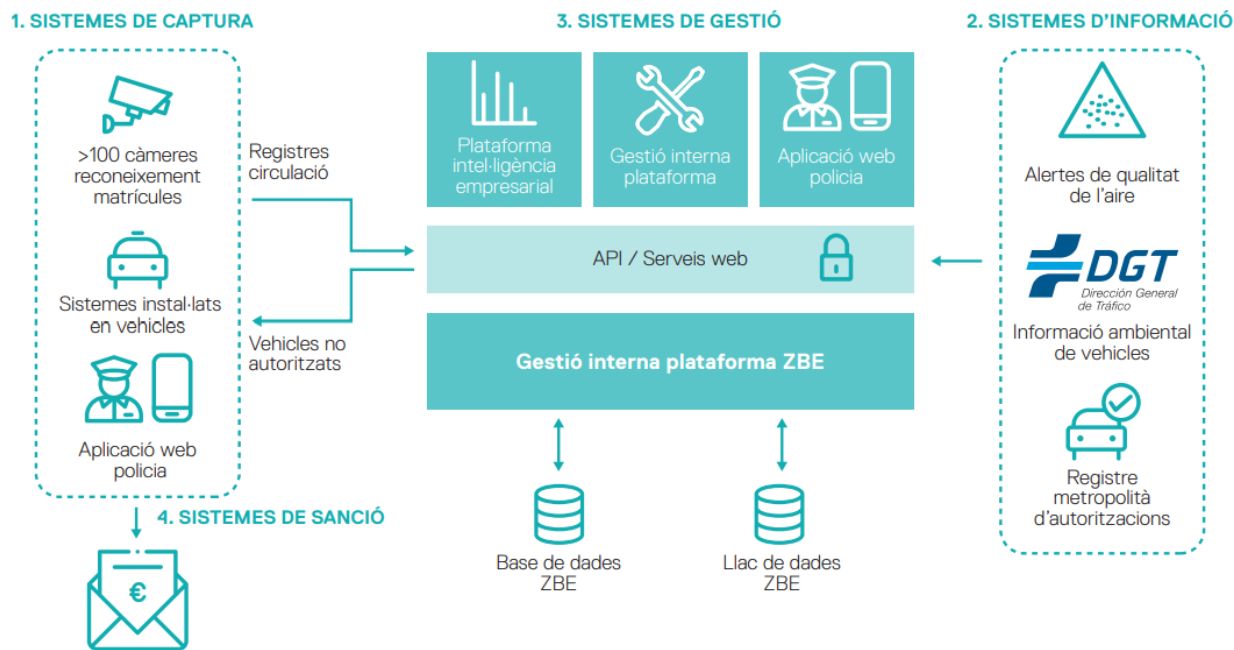 1. SISTEMES DE CAPTURA
>100 càmeres
reconeixement
matrícules
Sistemes instal·lats
en vehicles
Aplicació web
policia
Registres
circulació
Vehicles no
autoritzats
4. SISTEMES DE SANCIÓ
€
3. SISTEMES DE GESTIÓ
Plataforma
intel·ligència
empresarial
Gestió interna
plataforma
Aplicació web
policia
API / Serveis web
Gestió interna plataforma ZBE
Base de dades
ZBE
Llac de dades
ZBE
2. SISTEMES D'INFORMACIÓ
Alertes de qualitat
de l'aire
DGT
Dirección General
de Tráfico
Informació ambiental
de vehicles
Registre
metropolità
d'autoritzacions